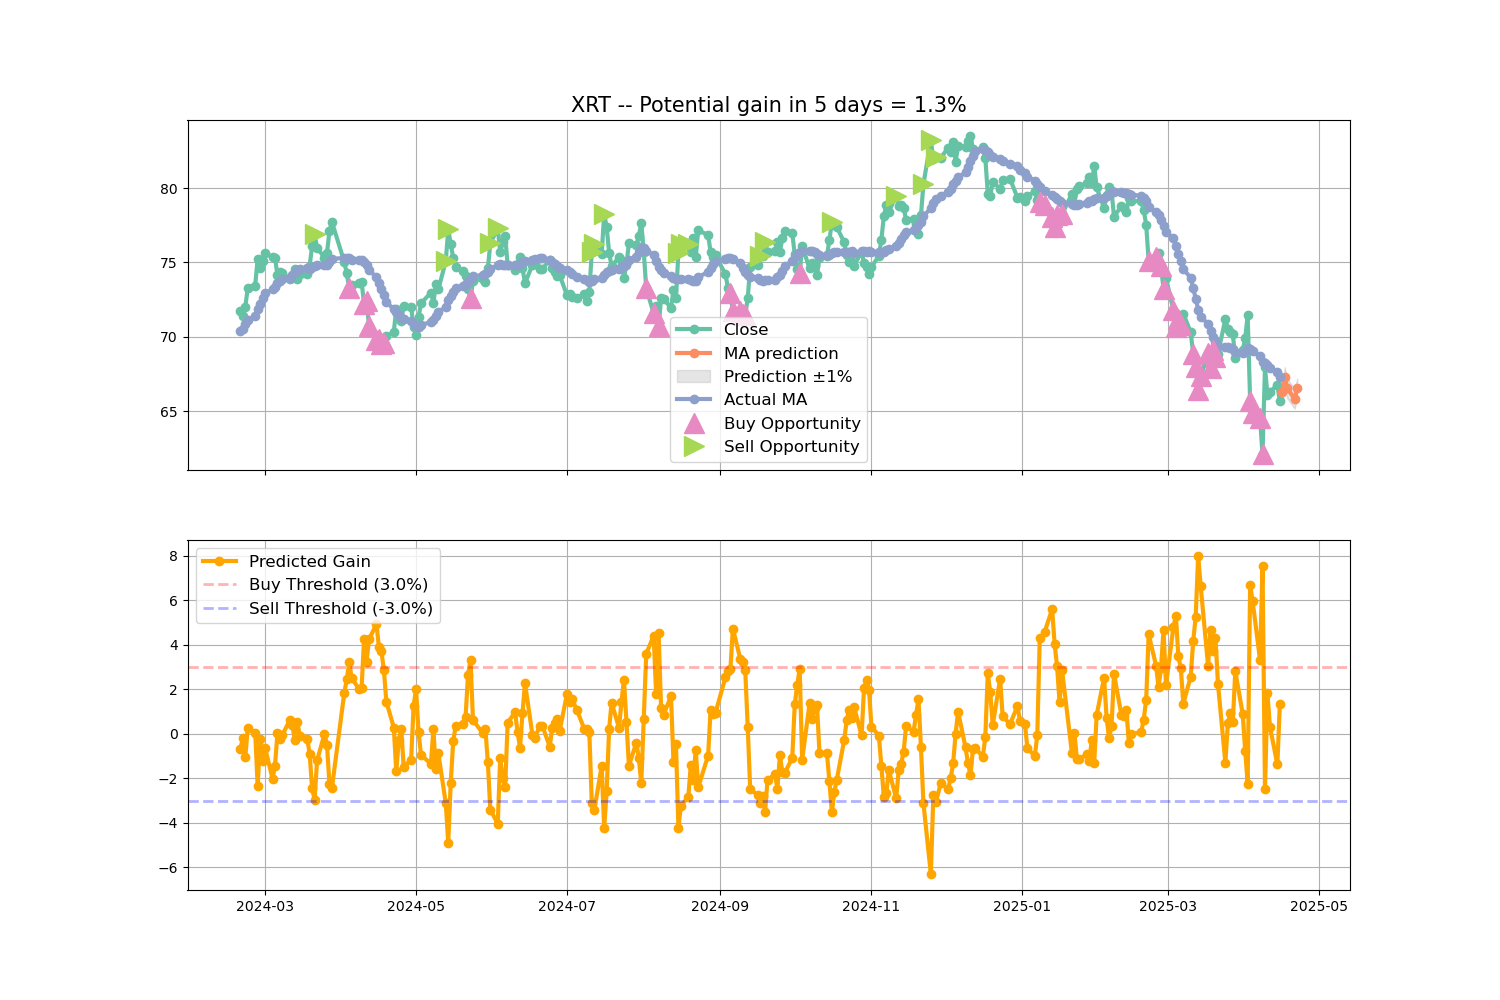 XRT -- Potential gain in 5 days = 1.3%
80
75
70
65
Close
MA prediction
Prediction ±1%
Actual MA
Buy Opportunity
Sell Opportunity
8
6
4
2
0
−2
−4
−6
Predicted Gain
Buy Threshold (3.0%)
Sell Threshold (-3.0%)
2024-03 2024-05 2024-07 2024-09 2024-11 2025-01 2025-03 2025-05